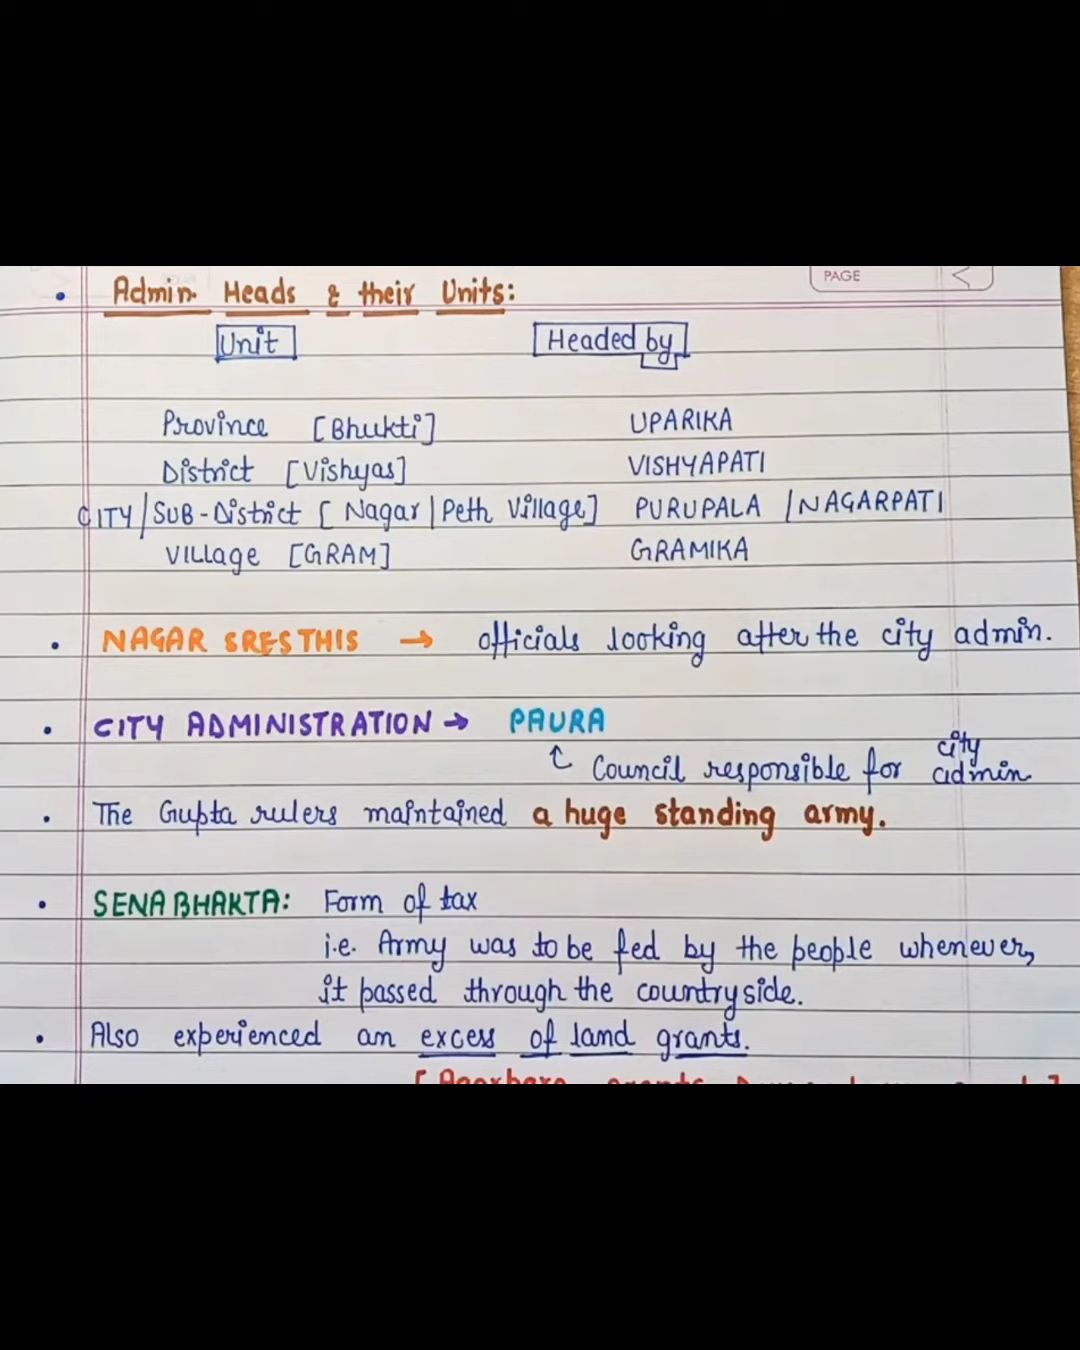 PAGE
• Admin. Heads & their Units:
Unit Headed by
Province [Bhukti] UPARIKA
District [Vishyas] VISHYAPATI
CITY/SUB-District [Nagar|Peth Village] PURUPALA /NAGARPATI
VILLage [GRAM] GRAMIKA
• NAGAR SRESTHIS → officials looking after the city admin.
• CITY ADMINISTRATION → PAURA
Council responsible for city admin
• The Gupta rulers maintained a huge standing army.
• SENABHAKTA: Form of tax
i.e. Army was to be fed by the people whenever,
it passed through the countryside.
• Also experienced an excess of land grants.